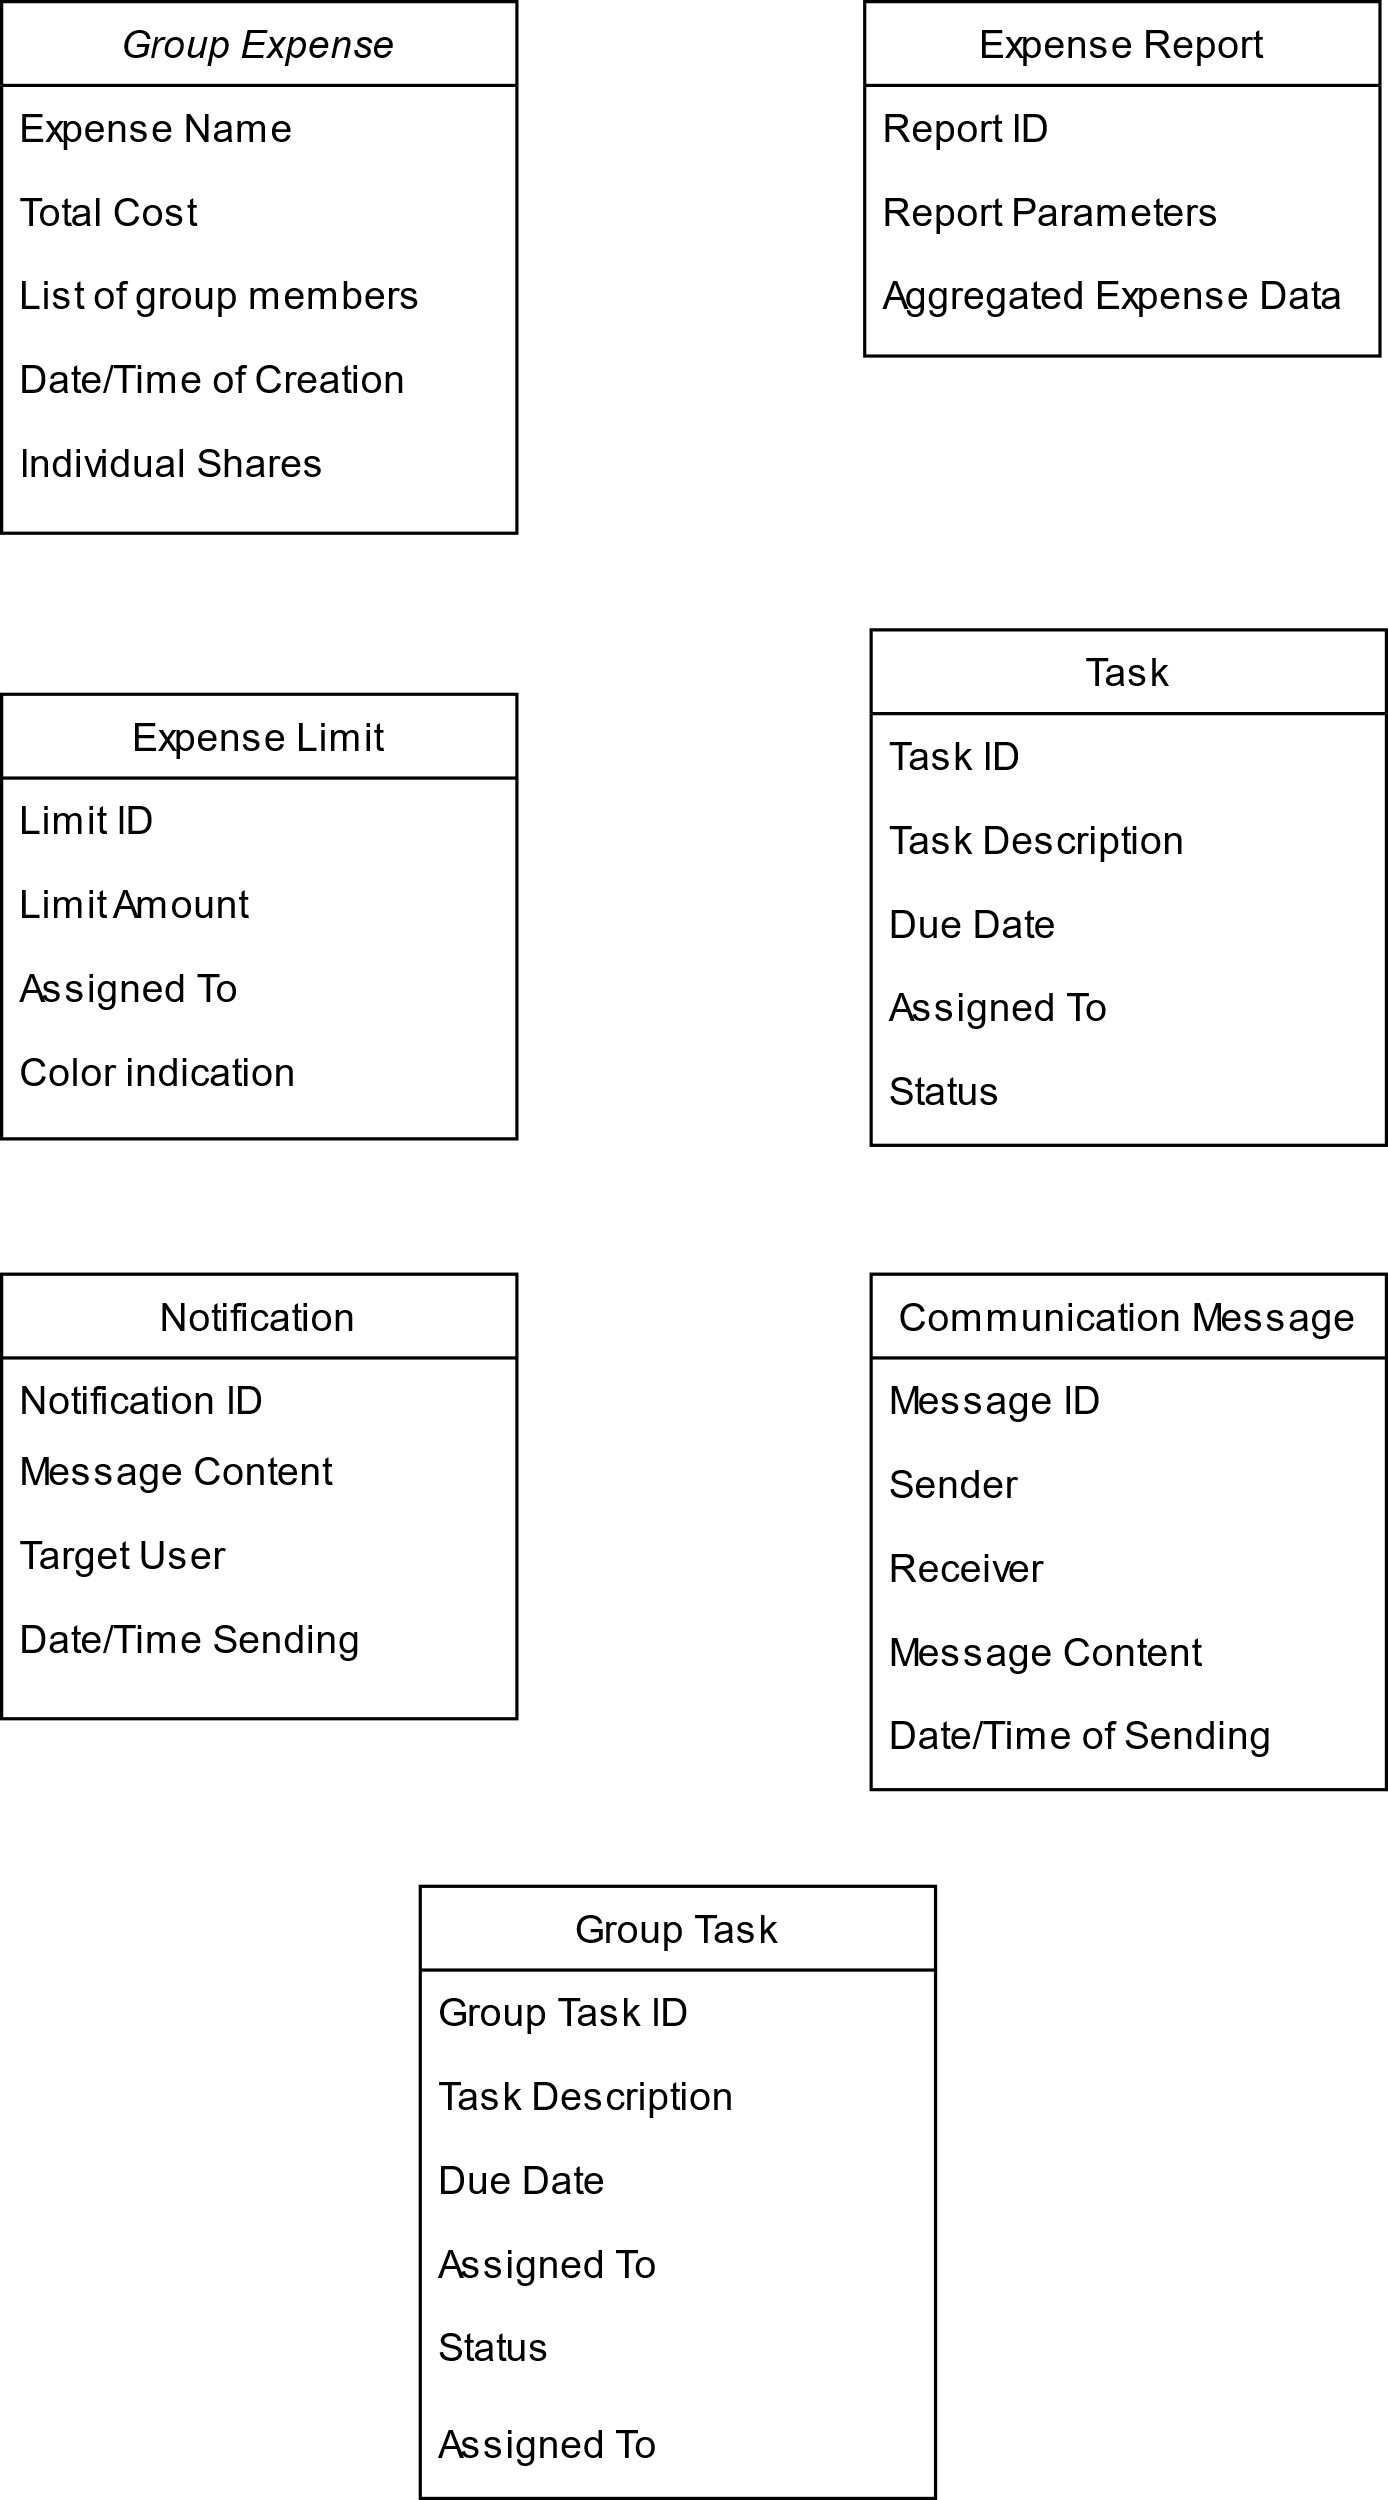 Group Expense
Expense Name
Total Cost
List of group members
Date/Time of Creation
Individual Shares
Expense Report
Report ID
Report Parameters
Aggregated Expense Data
Expense Limit
Limit ID
Limit Amount
Assigned To
Color indication
Task
Task ID
Task Description
Due Date
Assigned To
Status
Notification
Notification ID
Message Content
Target User
Date/Time Sending
Communication Message
Message ID
Sender
Receiver
Message Content
Date/Time of Sending
Group Task
Group Task ID
Task Description
Due Date
Assigned To
Status
Assigned To